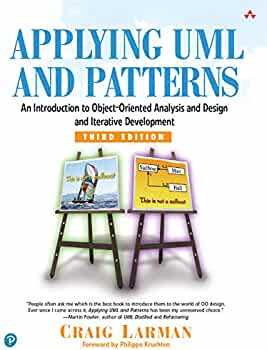 APPLYING UML
AND PATTERNS
An Introduction to Object-Oriented Analysis and Design
and Iterative Development
THIRD EDITION
This is not a sailboat
Sailboat
Mast
Hull
This is not a sailboat
"People often ask me which is the best book to introduce them to the world of OO design.
Ever since I came across it, Applying UML and Patterns has been my unreserved choice."
—Martin Fowler, author of UML Distilled and Refactoring
CRAIG LARMAN
Foreword by Philippe Kruchten
P